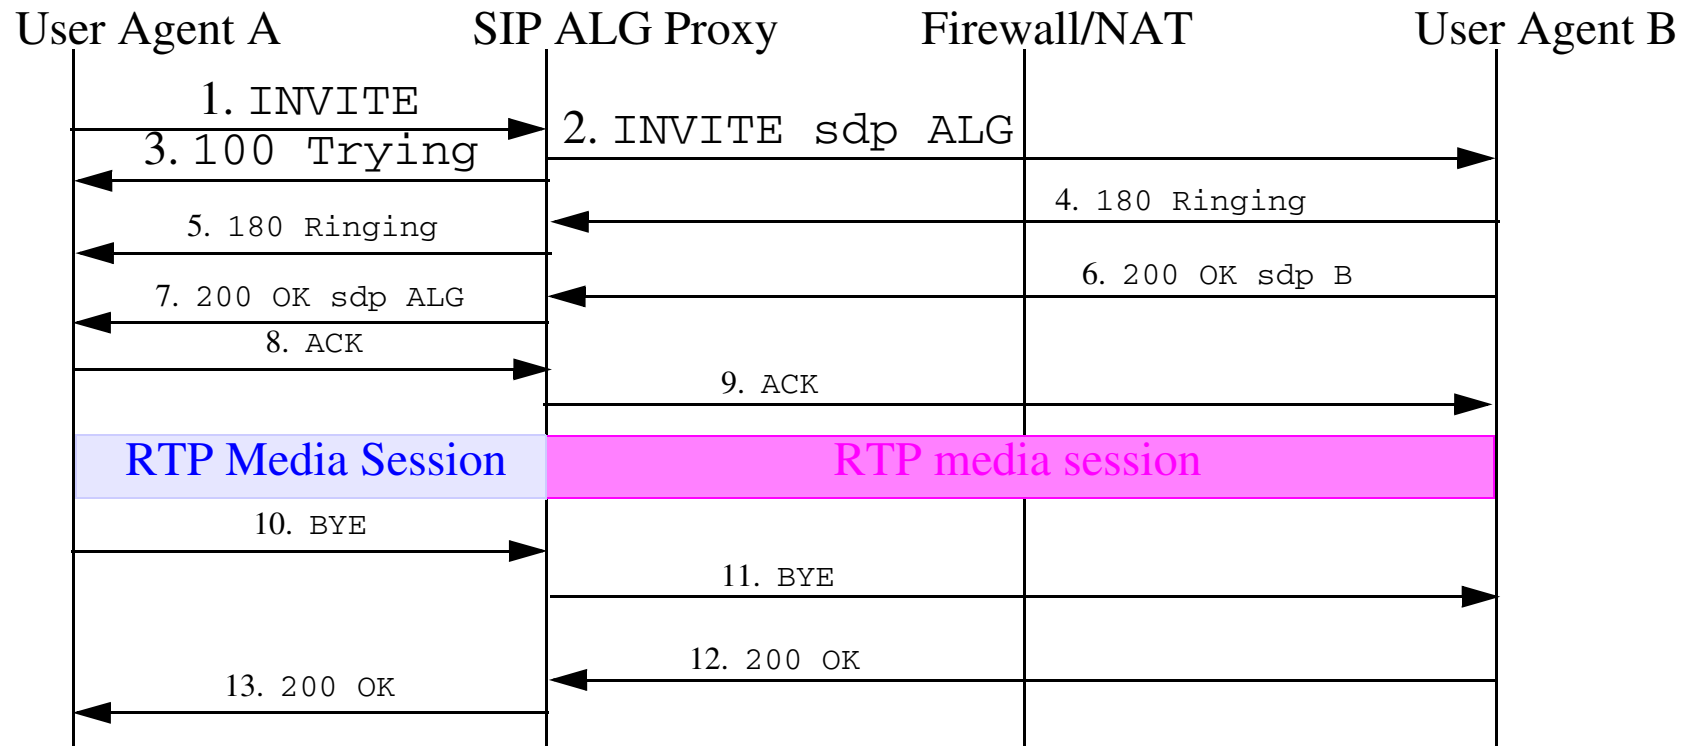 User Agent A
SIP ALG Proxy
Firewall/NAT
User Agent B
1. INVITE
2. INVITE sdp ALG
3. 100 Trying
4. 180 Ringing
5. 180 Ringing
6. 200 OK sdp B
7. 200 OK sdp ALG
8. ACK
9. ACK
RTP Media Session
RTP media session
10. BYE
11. BYE
12. 200 OK
13. 200 OK